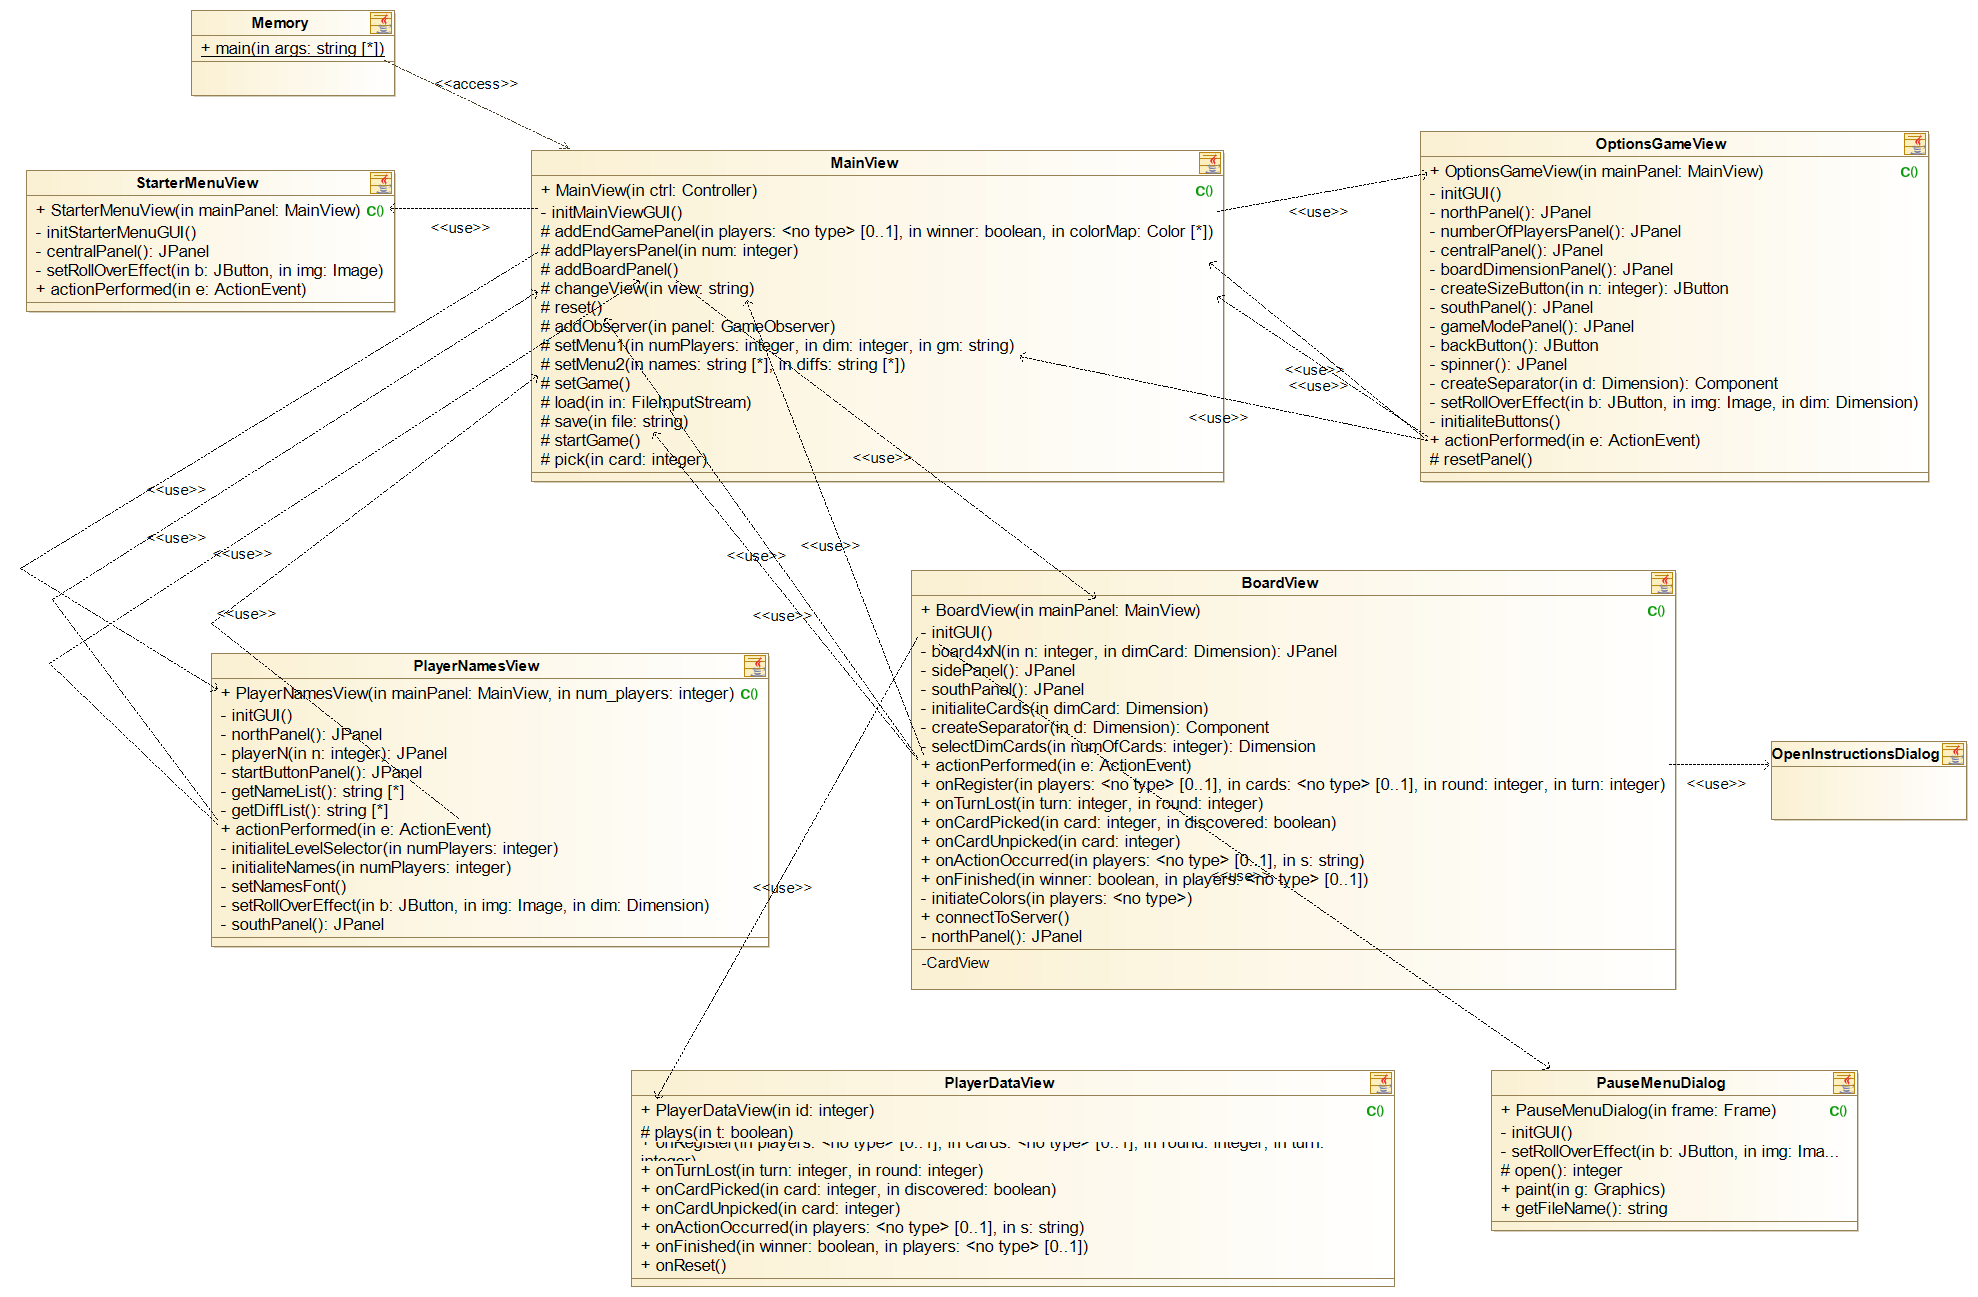 Memory
+ main(in args: string [*])
<<access>>
StarterMenuView
+ StarterMenuView(in mainPanel: MainView) C()
- initStarterMenuGUI()
- centralPanel(): JPanel
- setRollOverEffect(in b: JButton, in img: Image)
+ actionPerformed(in e: ActionEvent)
<<use>>
MainView
+ MainView(in ctrl: Controller) C()
- initMainViewGUI()
# addEndGamePanel(in players: <no type> [0..1], in winner: boolean, in colorMap: Color [*])
# addPlayersPanel(in num: integer)
# addBoardPanel()
# changeView(in view: string)
# reset()
# addObserver(in panel: GameObserver)
# setMenu1(in numPlayers: integer, in dim: integer, in gm: string)
# setMenu2(in names: string [*], in diffs: string [*])
# setGame()
# load(in in: FileInputStream)
# save(in file: string)
# startGame()
# pick(in card: integer)
<<use>>
OptionsGameView
+ OptionsGameView(in mainPanel: MainView) C()
- initGUI()
- northPanel(): JPanel
- numberOfPlayersPanel(): JPanel
- centralPanel(): JPanel
- boardDimensionPanel(): JPanel
- createSizeButton(in n: integer): JButton
- southPanel(): JPanel
- gameModePanel(): JPanel
- backButton(): JButton
- spinner(): JPanel
- createSeparator(in d: Dimension): Component
- setRollOverEffect(in b: JButton, in img: Image, in dim: Dimension)
- initialiteButtons()
+ actionPerformed(in e: ActionEvent)
# resetPanel()
<<use>>
<<use>>
<<use>>
<<use>>
<<use>>
<<use>>
<<use>>
<<use>>
<<use>>
<<use>>
<<use>>
PlayerNamesView
+ PlayerNamesView(in mainPanel: MainView, in num_players: integer) C()
- initGUI()
- northPanel(): JPanel
- playerN(in n: integer): JPanel
- startButtonPanel(): JPanel
- getNameList(): string [*]
- getDiffList(): string [*]
+ actionPerformed(in e: ActionEvent)
- initialiteLevelSelector(in numPlayers: integer)
- initialiteNames(in numPlayers: integer)
- setNamesFont()
- setRollOverEffect(in b: JButton, in img: Image, in dim: Dimension)
- southPanel(): JPanel
BoardView
+ BoardView(in mainPanel: MainView) C()
- initGUI()
- board4xN(in n: integer, in dimCard: Dimension): JPanel
- sidePanel(): JPanel
- southPanel(): JPanel
- initialiteCards(in dimCard: Dimension)
- createSeparator(in d: Dimension): Component
- selectDimCards(in numOfCards: integer): Dimension
+ actionPerformed(in e: ActionEvent)
+ onRegister(in players: <no type> [0..1], in cards: <no type> [0..1], in round: integer, in turn: integer)
+ onTurnLost(in turn: integer, in round: integer)
+ onCardPicked(in card: integer, in discovered: boolean)
+ onCardUnpicked(in card: integer)
+ onActionOccurred(in players: <no type> [0..1], in s: string)
+ onFinished(in winner: boolean, in players: <no type> [0..1])
- initiateColors(in players: <no type>)
+ connectToServer()
- northPanel(): JPanel
-CardView
<<use>>
<<use>>
<<use>>
OpenInstructionsDialog
PlayerDataView
+ PlayerDataView(in id: integer) C()
# plays(in t: boolean)
+ onRegister(in players: <no type> [0..1], in cards: <no type> [0..1], in round: integer, in turn:
integer)
+ onTurnLost(in turn: integer, in round: integer)
+ onCardPicked(in card: integer, in discovered: boolean)
+ onCardUnpicked(in card: integer)
+ onActionOccurred(in players: <no type> [0..1], in s: string)
+ onFinished(in winner: boolean, in players: <no type> [0..1])
+ onReset()
PauseMenuDialog
+ PauseMenuDialog(in frame: Frame) C()
- initGUI()
- setRollOverEffect(in b: JButton, in img: Ima...
# open(): integer
+ paint(in g: Graphics)
+ getFileName(): string